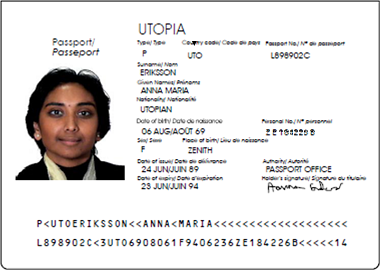 UTOPIA
Passport/ Passeport
Type/ Type Country code/ Code du pays Passport No./ N° de passeport
P UTO L898902C
Surname/ Nom
ERIKSSON
Given Names/ Prénoms
ANNA MARIA
Nationality/ Nationalité
UTOPIAN
Date of birth/ Date de naissance Personal No./ N° personnel
06 AUG/AOÛT 69 ZE184226B
Sex/ Sexe Place of birth/ Lieu de naissance
F ZENITH
Date of issue/ Date de délivrance Authority/ Autorité
24 JUN/JUIN 89 PASSPORT OFFICE
Date of expiry/ Date d'expiration Holder's signature/ Signature du titulaire
23 JUN/JUIN 94
P<UTOERIKSSON<<ANNA<MARIA<<<<<<<<<<<<<<<<<<<
L898902C<3UTO6908061F9406236ZE184226B<<<<<14